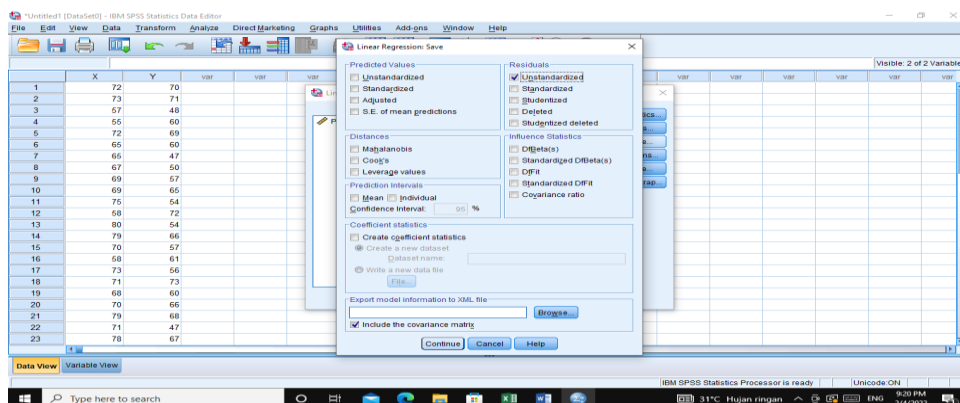 *Untitled1 [DataSet0] - IBM SPSS Statistics Data Editor
File Edit View Data Transform Analyze Direct Marketing Graphs Utilities Add-ons Window Help
Visible: 2 of 2 Variable
X Y var var var var var var var
1 72 70
2 73 71
3 57 48
4 55 60
5 72 69
6 65 60
7 65 47
8 67 50
9 69 57
10 69 65
11 75 54
12 58 72
13 80 54
14 79 66
15 70 57
16 58 61
17 73 56
18 71 73
19 68 60
20 70 66
21 79 68
22 71 47
23 78 67
Linear Regression: Save
Predicted Values
Unstandardized
Standardized
Adjusted
S.E. of mean predictions
Residuals
Unstandardized
Standardized
Studentized
Deleted
Studentized deleted
Distances
Mahalanobis
Cook's
Leverage values
Influence Statistics
DfBeta(s)
Standardized DfBeta(s)
DfFit
Standardized DfFit
Covariance ratio
Prediction Intervals
Mean Individual
Confidence Interval: 95 %
Coefficient statistics
Create coefficient statistics
Create a new dataset
Dataset name:
Write a new data file
File...
Export model information to XML file
Browse...
Include the covariance matrix
Continue Cancel Help
Data View Variable View
IBM SPSS Statistics Processor is ready Unicode:ON
Type here to search
31°C Hujan ringan ENG 9:20 PM